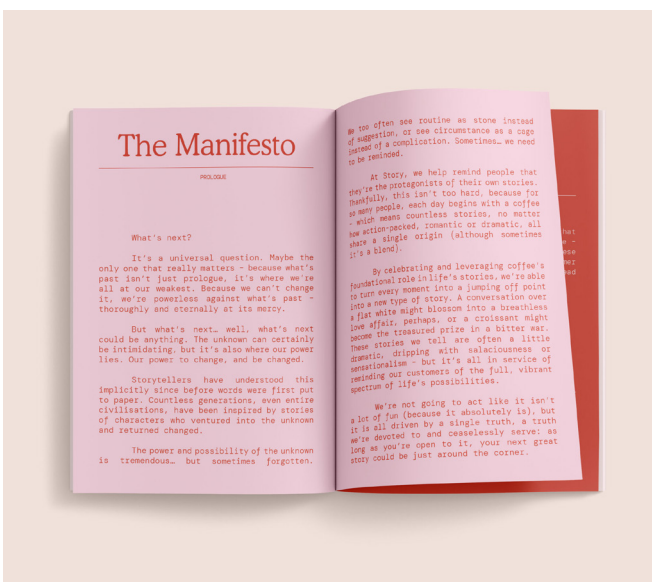 The Manifesto
PROLOGUE
What's next?
It's a universal question. Maybe the
only one that really matters – because what's
past isn't just prologue, it's where we're
all at our weakest. Because we can't change
it, we're powerless against what's past –
thoroughly and eternally at its mercy.
But what's next… well, what's next
could be anything. The unknown can certainly
be intimidating, but it's also where our power
lies. Our power to change, and be changed.
Storytellers have understood this
implicitly since before words were first put
to paper. Countless generations, even entire
civilisations, have been inspired by stories
of characters who ventured into the unknown
and returned changed.
The power and possibility of the unknown
is tremendous… but sometimes forgotten.
We too often see routine as stone instead
of suggestion, or see circumstance as a cage
instead of a complication. Sometimes… we need
to be reminded.
At Story, we help remind people that
they're the protagonists of their own stories.
Thankfully, this isn't too hard, because for
so many people, each day begins with a coffee
– which means countless stories, no matter
how action-packed, romantic or dramatic, all
share a single origin (although sometimes
it's a blend).
By celebrating and leveraging coffee's
foundational role in life's stories, we're able
to turn every moment into a jumping off point
into a new type of story. A conversation over
a flat white might blossom into a breathless
love affair, perhaps, or a croissant might
become the treasured prize in a bitter war.
These stories we tell are often a little
dramatic, dripping with salaciousness or
sensationalism – but it's all in service of
reminding our customers of the full, vibrant
spectrum of life's possibilities.
We're not going to act like it isn't
a lot of fun (because it absolutely is), but
it is all driven by a single truth, a truth
we're devoted to and ceaselessly serve: as
long as you're open to it, your next great
story could be just around the corner.